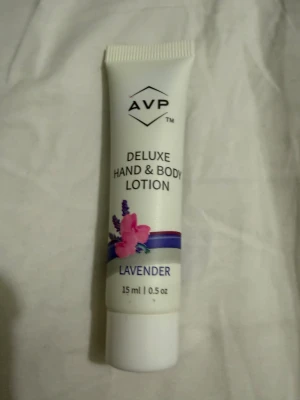 AVP
TM
DELUXE
HAND & BODY
LOTION
LAVENDER
15 ml | 0.5 oz